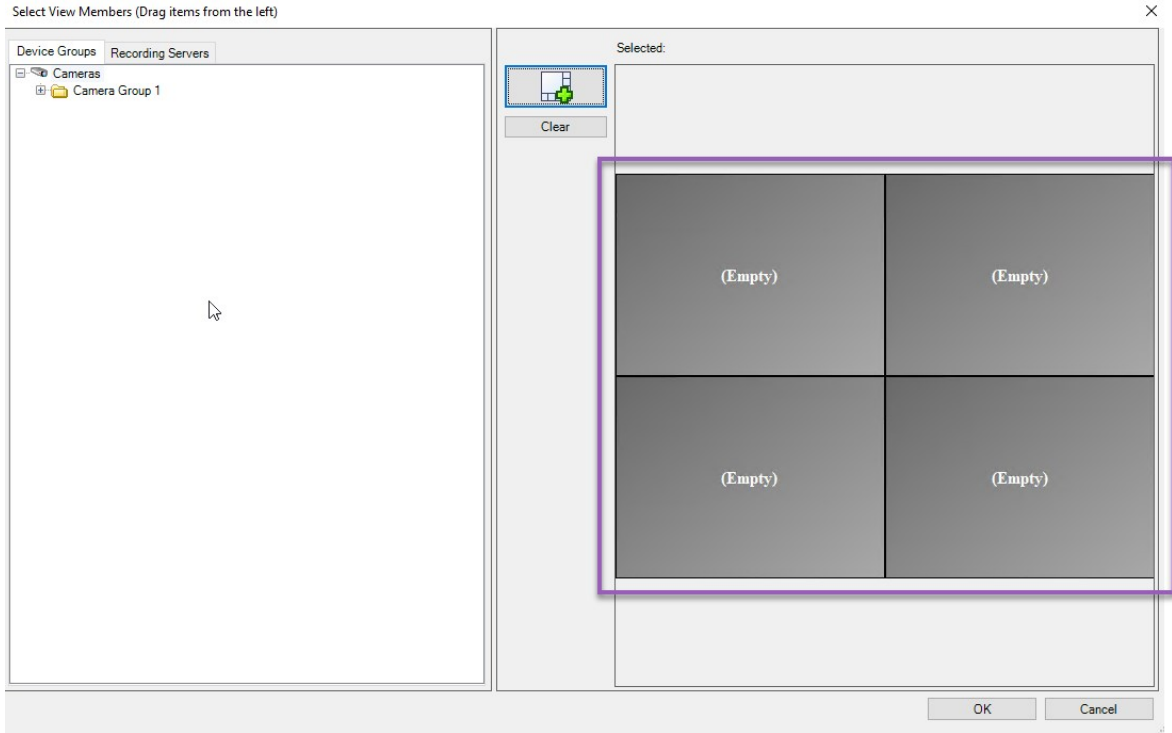 Select View Members (Drag items from the left)
Device Groups
Recording Servers
Cameras
Camera Group 1
Clear
Selected:
(Empty)
(Empty)
(Empty)
(Empty)
OK
Cancel